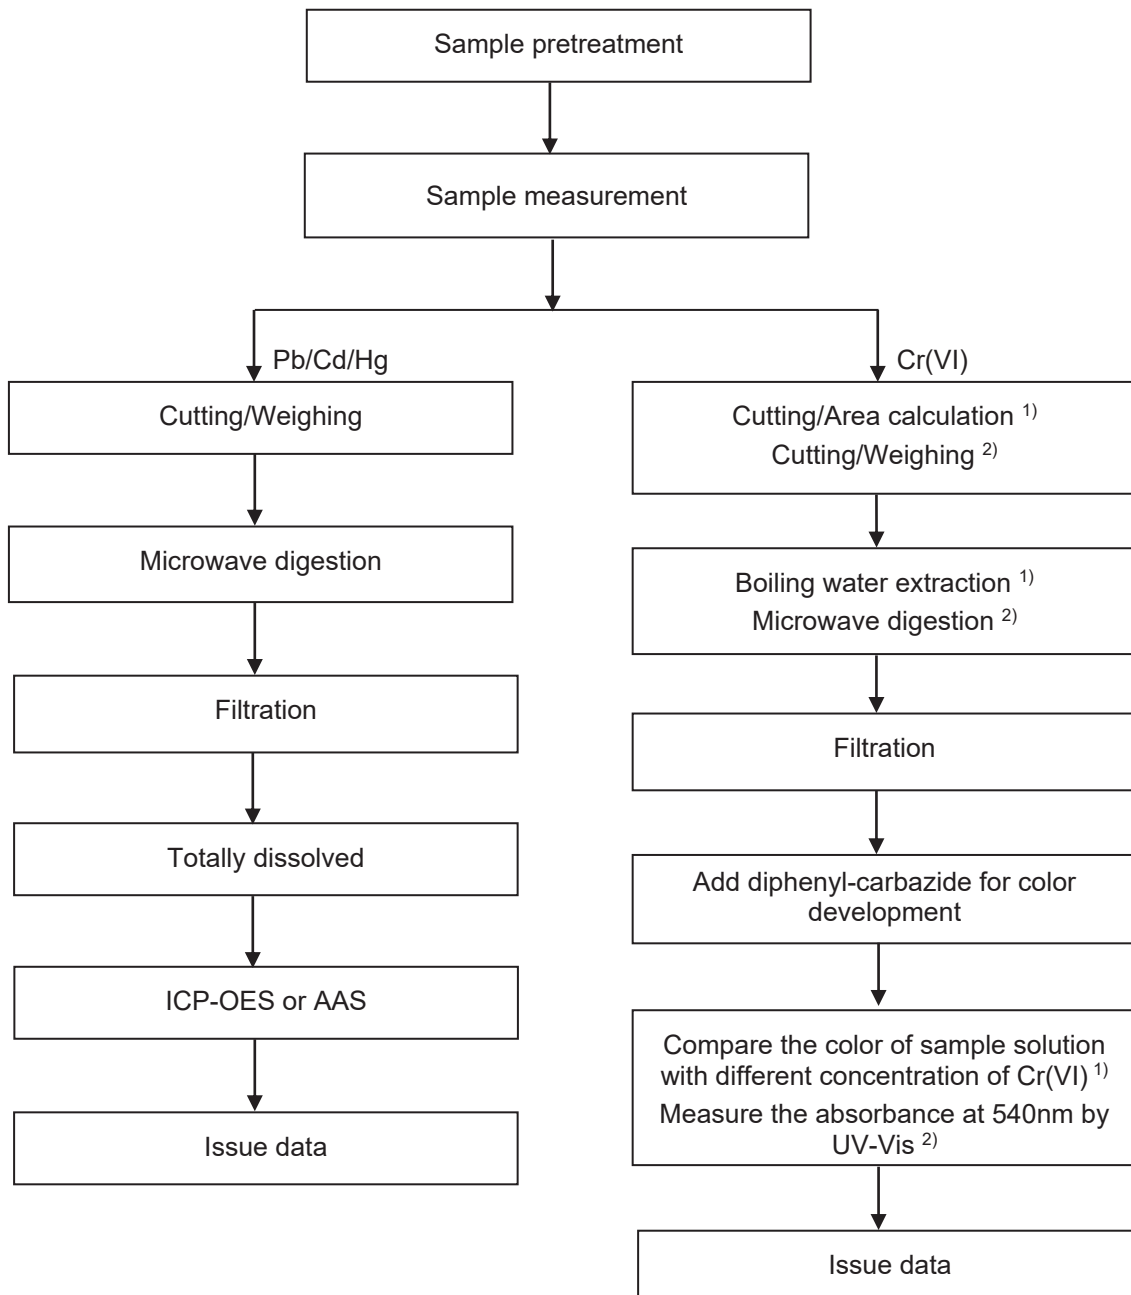 Sample pretreatment
Sample measurement
Pb/Cd/Hg
Cutting/Weighing
Microwave digestion
Filtration
Totally dissolved
ICP-OES or AAS
Issue data
Cr(VI)
Cutting/Area calculation 1)
Cutting/Weighing 2)
Boiling water extraction 1)
Microwave digestion 2)
Filtration
Add diphenyl-carbazide for color
development
Compare the color of sample solution
with different concentration of Cr(VI) 1)
Measure the absorbance at 540nm by
UV-Vis 2)
Issue data